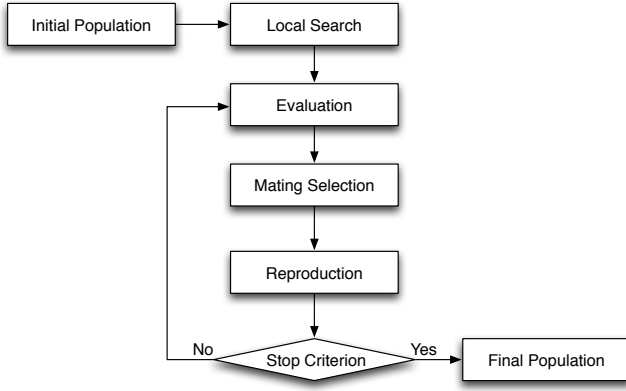 Initial Population
Local Search
Evaluation
Mating Selection
Reproduction
No
Stop Criterion
Yes
Final Population